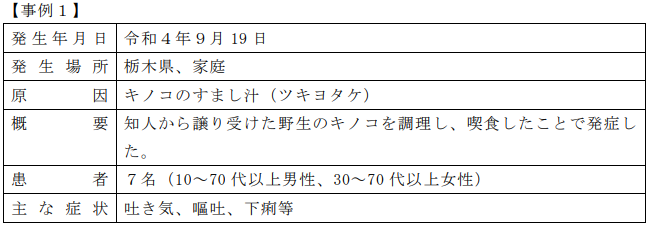 【事例１】
発生年月日 令和４年９月 19 日
発生場所 栃木県、家庭
原因 キノコのすまし汁（ツキヨタケ）
概要 知人から譲り受けた野生のキノコを調理し、喫食したことで発症し
た。
患者 ７名（10～70 代以上男性、30～70 代以上女性）
主な症状 吐き気、嘔吐、下痢等